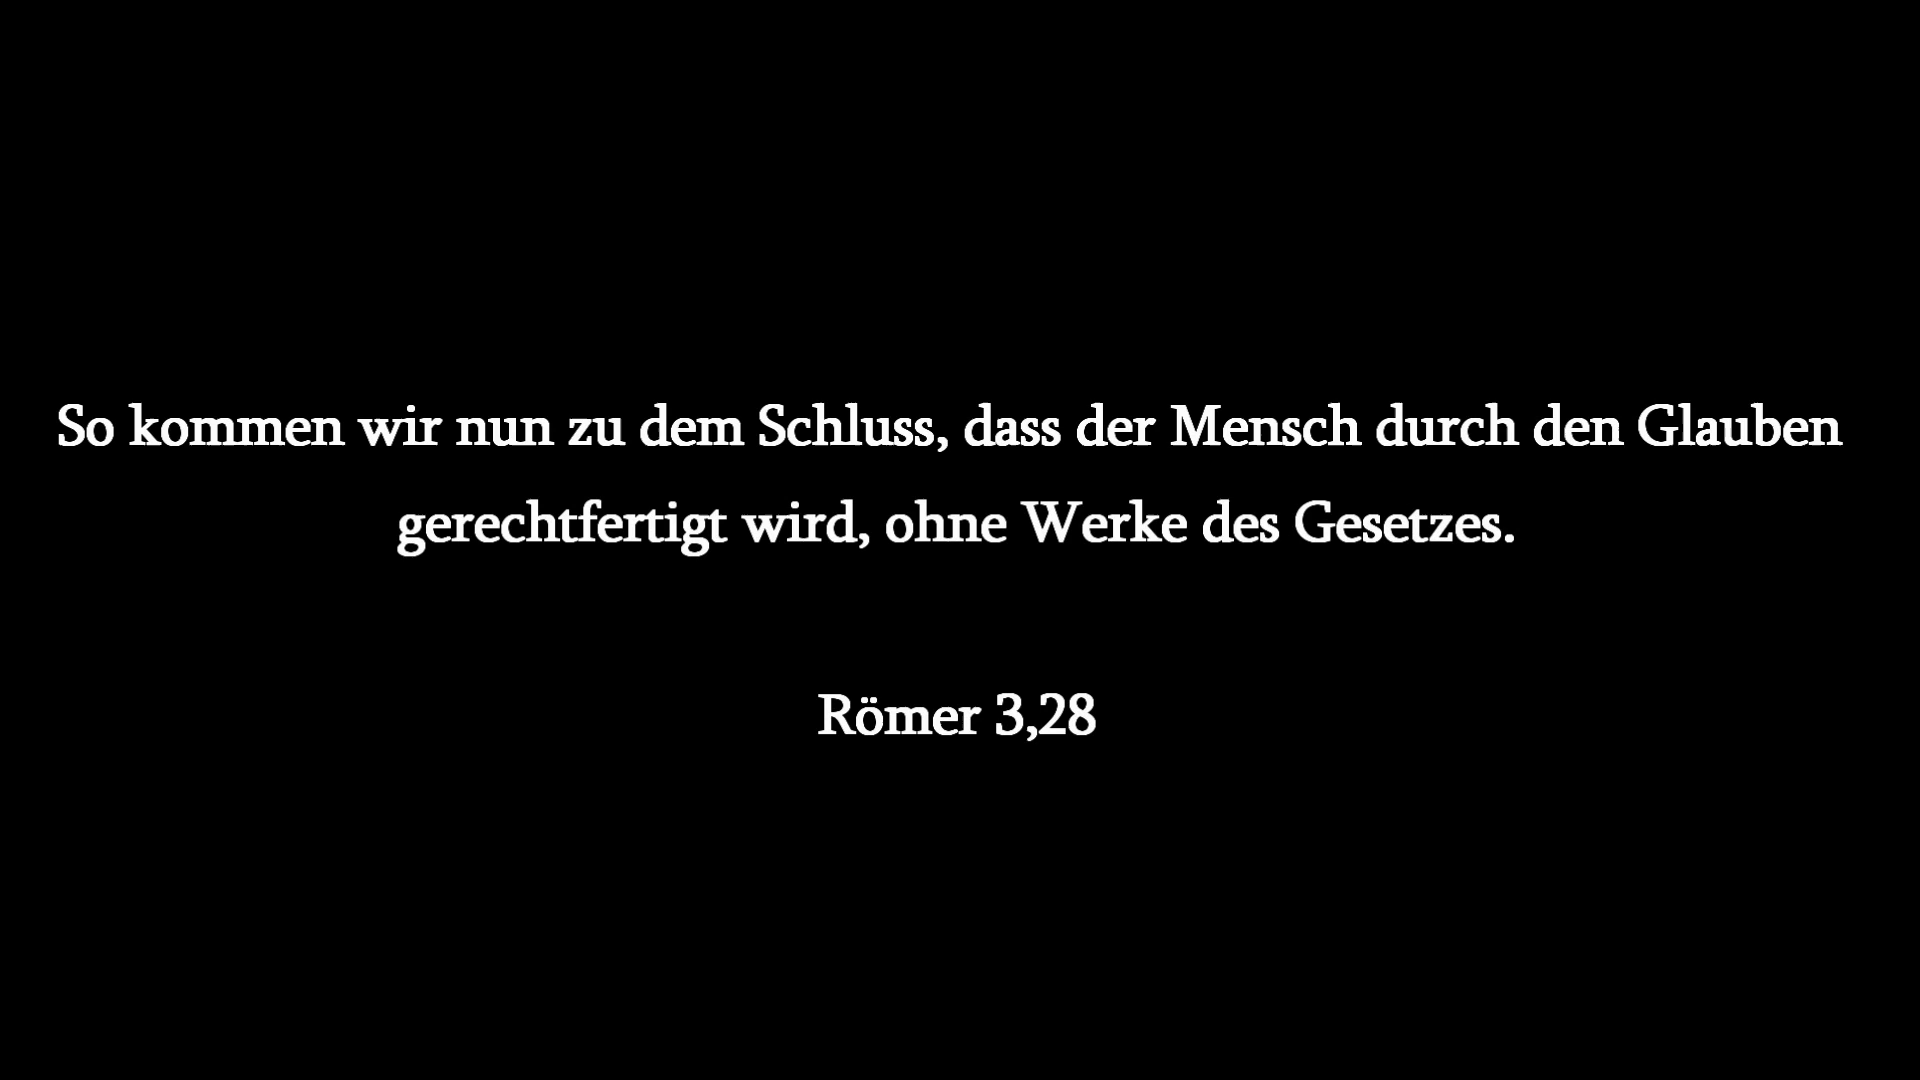 So kommen wir nun zu dem Schluss, dass der Mensch durch den Glauben
gerechtfertigt wird, ohne Werke des Gesetzes.
Römer 3,28